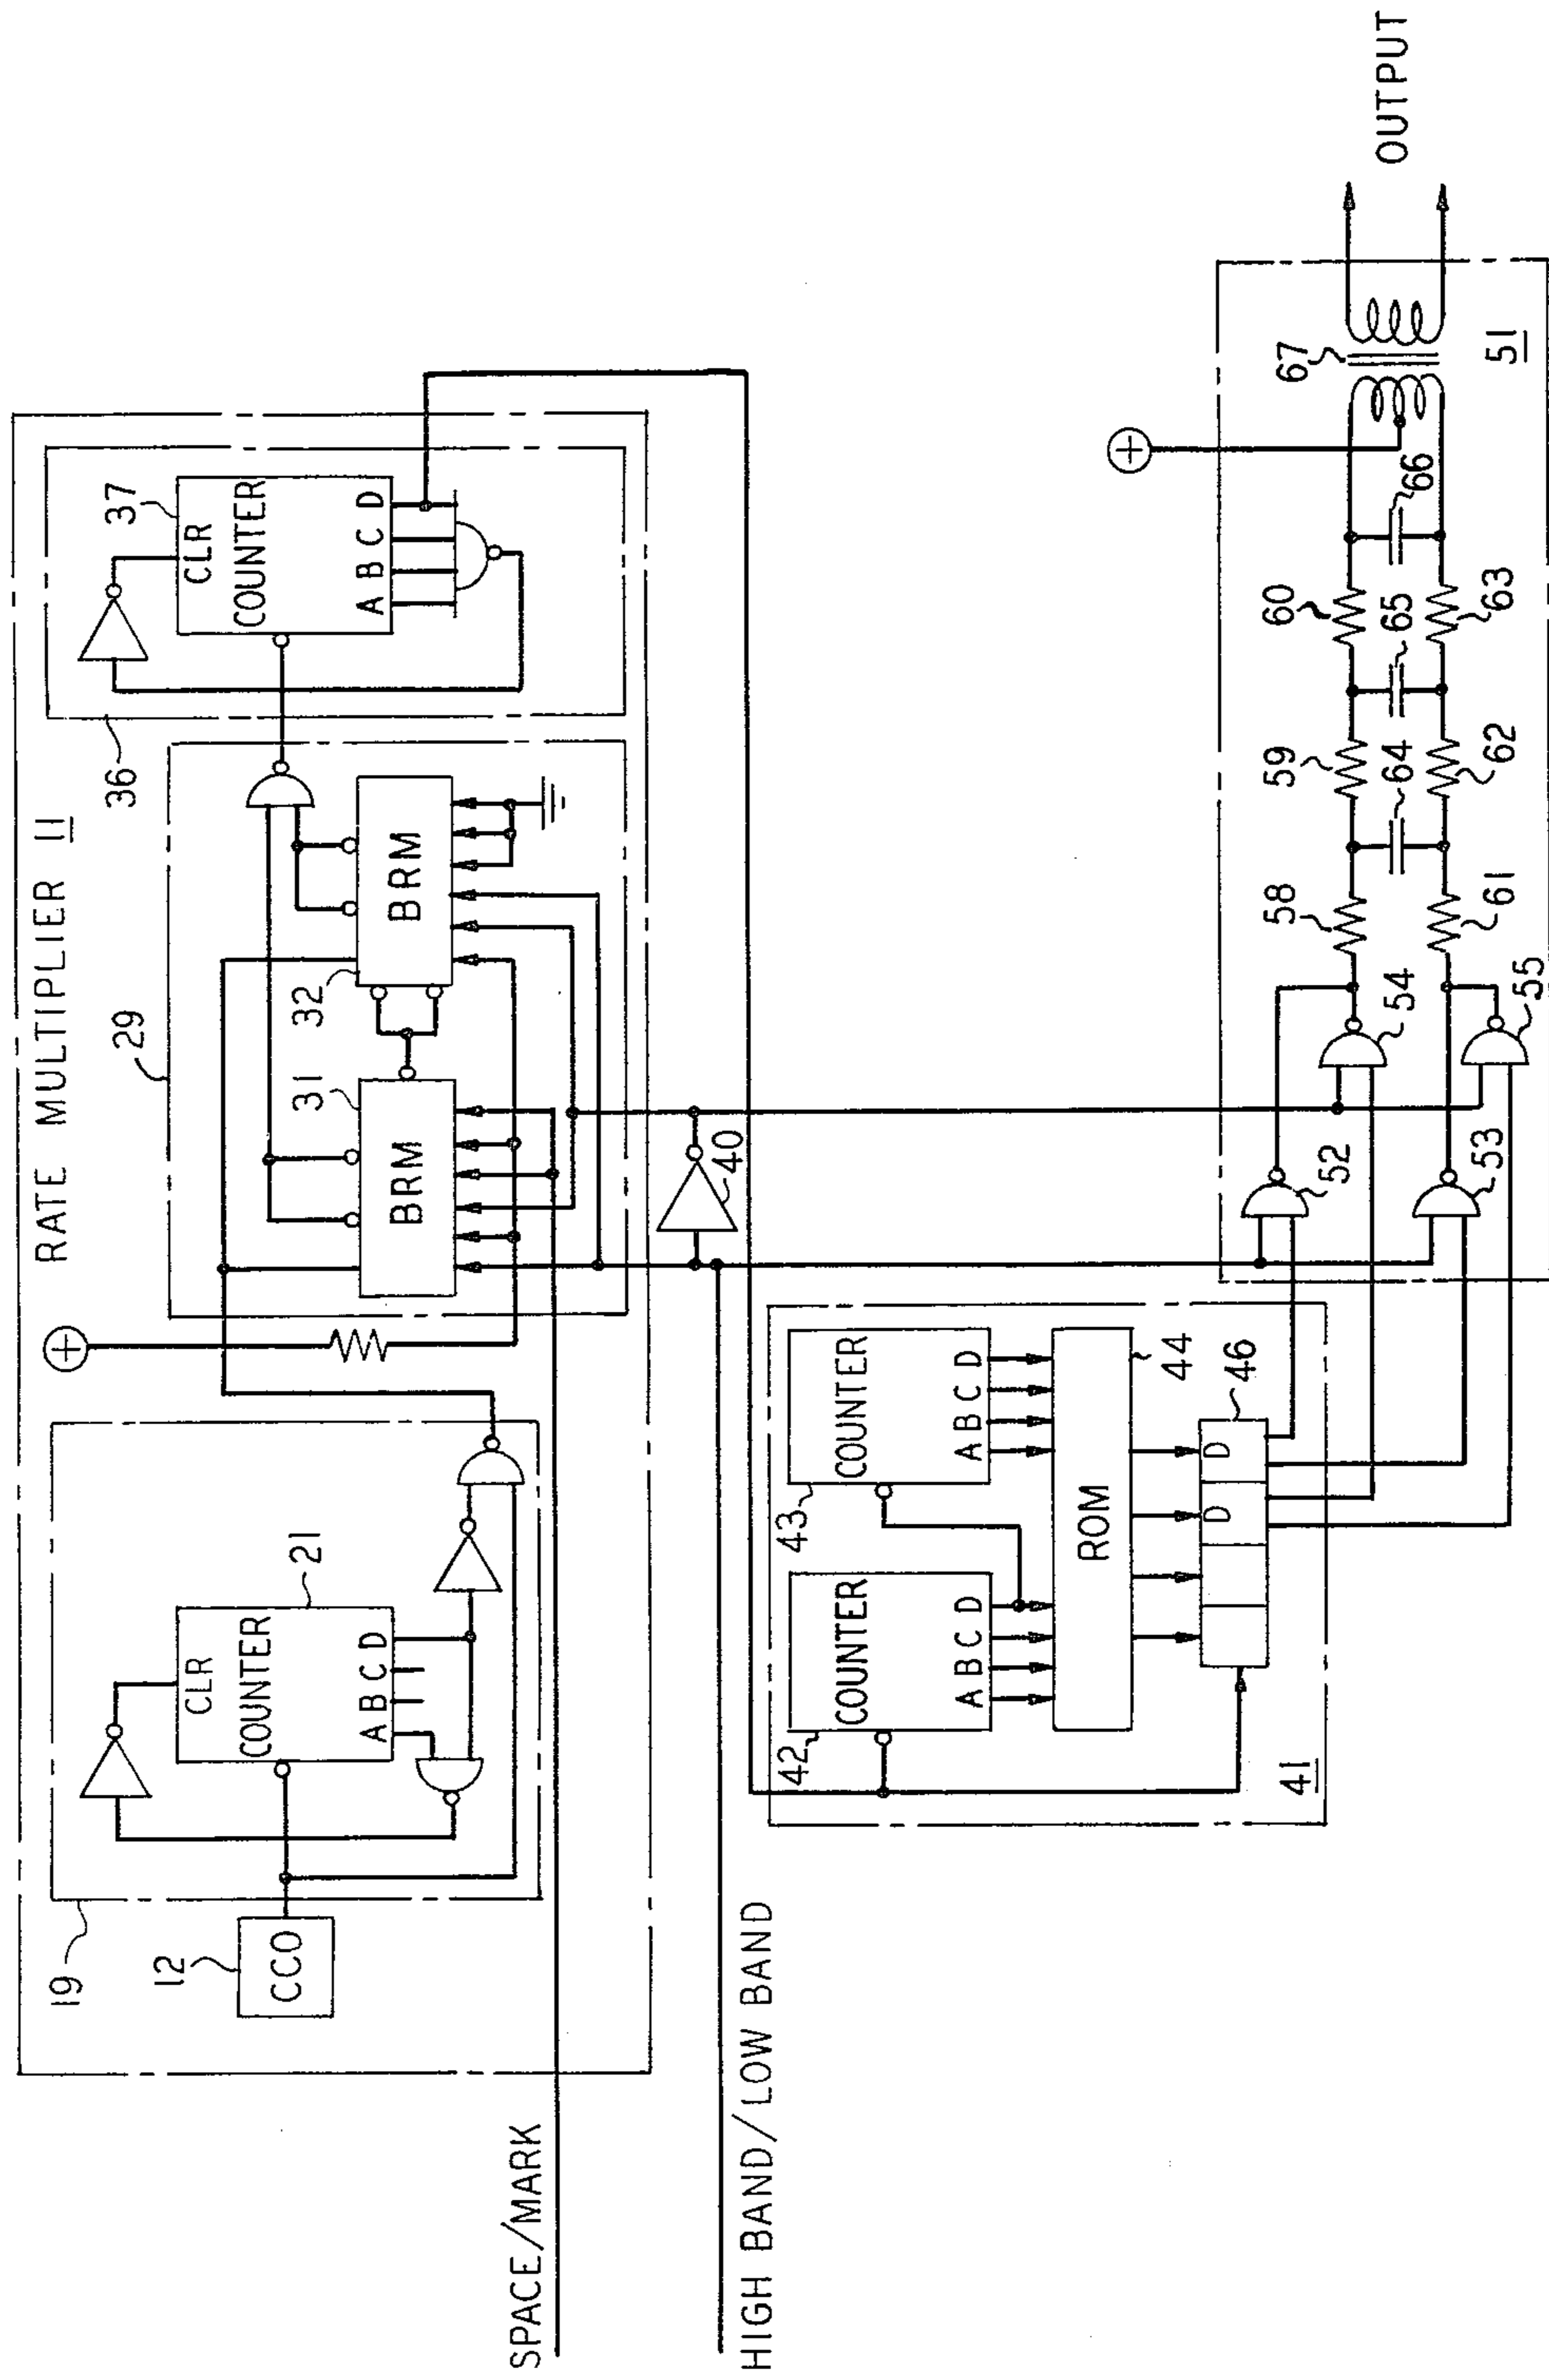 RATE MULTIPLIER 11
19
12
CCO
CLR
COUNTER
21
A B C D
29
31
BRM
32
BRM
36
37
CLR
COUNTER
A B C D
SPACE/MARK
HIGH BAND/LOW BAND
40
42
COUNTER
A B C D
43
COUNTER
A B C D
ROM
44
46
D
D
41
52
53
54
55
58
59
60
61
62
63
64
65
66
67
51
OUTPUT